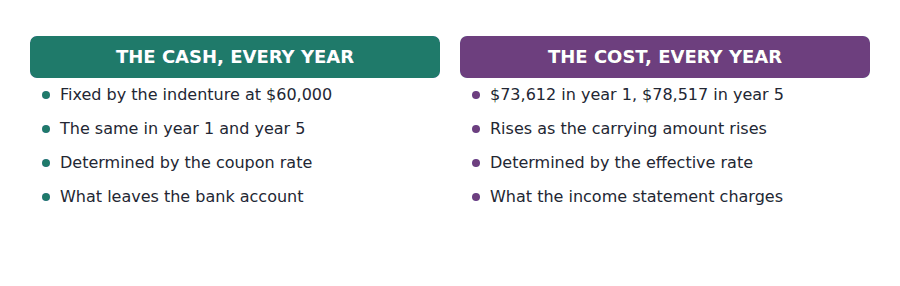 THE CASH, EVERY YEAR
Fixed by the indenture at $60,000
The same in year 1 and year 5
Determined by the coupon rate
What leaves the bank account
THE COST, EVERY YEAR
$73,612 in year 1, $78,517 in year 5
Rises as the carrying amount rises
Determined by the effective rate
What the income statement charges